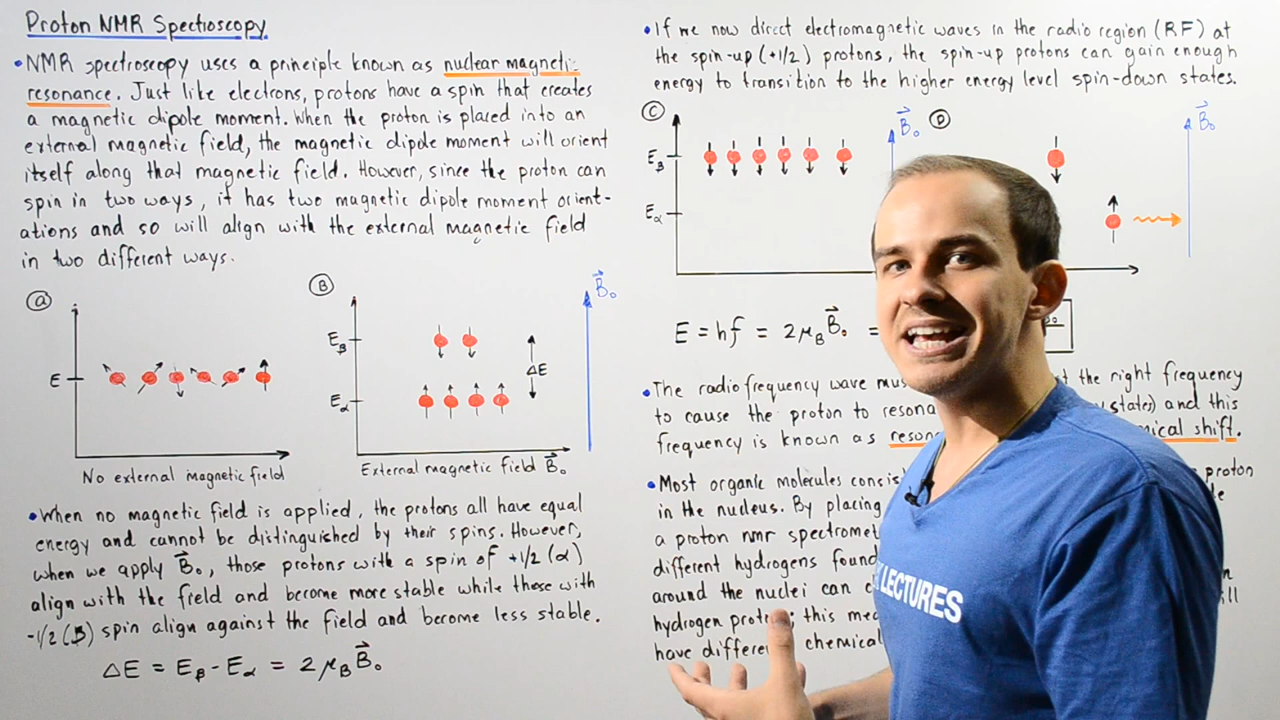 Proton NMR Spectroscopy
• NMR spectroscopy uses a principle known as nuclear magnetic
resonance. Just like electrons, protons have a spin that creates
a magnetic dipole moment. When the proton is placed into an
external magnetic field, the magnetic dipole moment will orient
itself along that magnetic field. However, since the proton can
spin in two ways, it has two magnetic dipole moment orient-
ations and so will align with the external magnetic field
in two different ways.
A
E
No external magnetic field
B
B₀
Eβ
ΔE
Eα
External magnetic field B₀
• When no magnetic field is applied, the protons all have equal
energy and cannot be distinguished by their spins. However,
when we apply B₀, those protons with a spin of +1/2 (α)
align with the field and become more stable while those with
-1/2 (β) spin align against the field and become less stable.
ΔE = Eβ - Eα = 2μB B₀
• If we now direct electromagnetic waves in the radio region (RF) at
the spin-up (+1/2) protons, the spin-up protons can gain enough
energy to transition to the higher energy level spin-down states.
C
B₀
D
B₀
Eβ
Eα
E = hf = 2μB B₀ =
• The radiofrequency wave mus the right frequency
to cause the proton to resona states) and this
frequency is known as reson shift.
• Most organic molecules consis proton
in the nucleus. By placing
a proton nmr spectromet
different hydrogens found
around the nuclei can
hydrogen proto ; this mea
have differen chemical
LECTURES